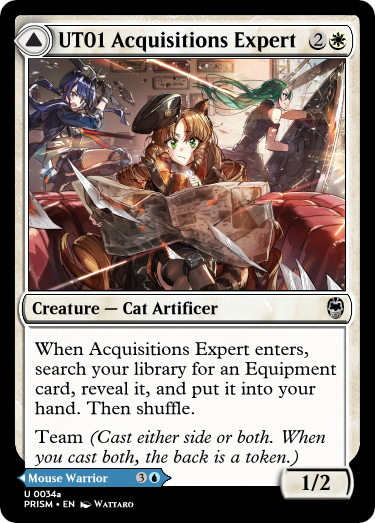 UT01 Acquisitions Expert 2
Creature — Cat Artificer
When Acquisitions Expert enters,
search your library for an Equipment
card, reveal it, and put it into your
hand. Then shuffle.
Team (Cast either side or both. When
you cast both, the back is a token.)
Mouse Warrior 3
1/2
U 0034a
PRISM • EN Wattaro